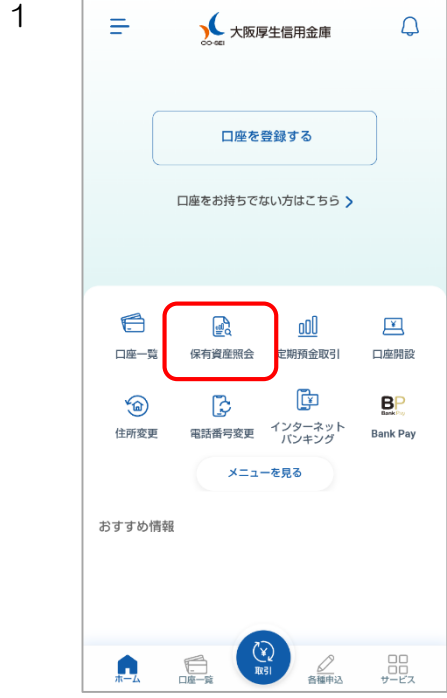 1
大阪厚生信用金庫
CO-SEI
口座を登録する
口座をお持ちでない方はこちら
口座一覧
保有資産照会
定期預金取引
口座開設
住所変更
電話番号変更
インターネット
バンキング
BP
Bank Pay
Bank Pay
メニューを見る
おすすめ情報
ホーム
口座一覧
取引
各種申込
サービス